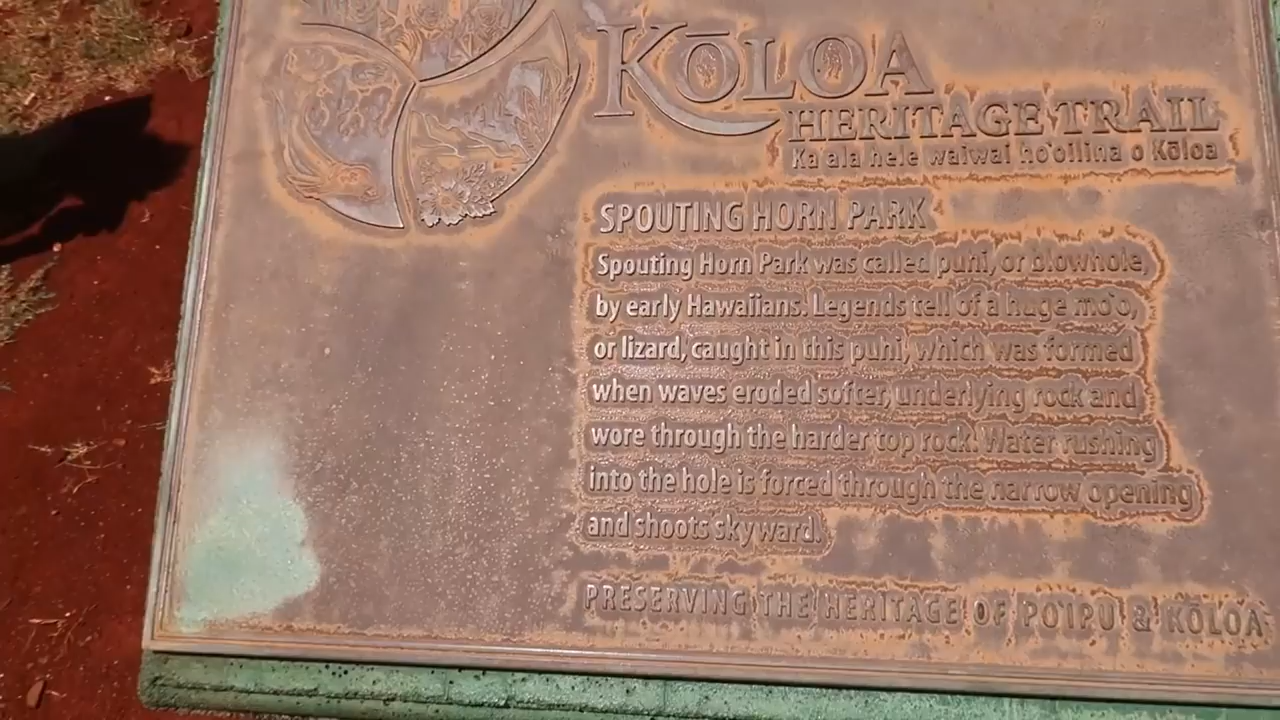 KŌLOA
HERITAGE TRAIL
Ka ala hele waiwai ho'oilina o Kōloa
SPOUTING HORN PARK
Spouting Horn Park was called puhi, or blowhole,
by early Hawaiians. Legends tell of a huge mo'o,
or lizard, caught in this puhi, which was formed
when waves eroded softer, underlying rock and
wore through the harder top rock. Water rushing
into the hole is forced through the narrow opening
and shoots skyward.
PRESERVING THE HERITAGE OF PO'IPU & KŌLOA